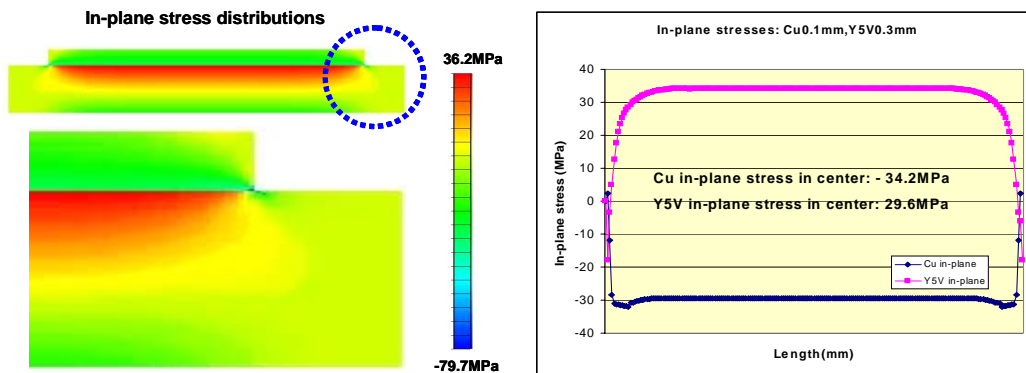 In-plane stress distributions
36.2MPa
-79.7MPa
In-plane stresses: Cu0.1mm,Y5V0.3mm
In-plane stress (MPa)
40
30
20
10
0
-10
-20
-30
-40
Cu in-plane stress in center: - 34.2MPa
Y5V in-plane stress in center: 29.6MPa
Cu in-plane
Y5V in-plane
Length(mm)